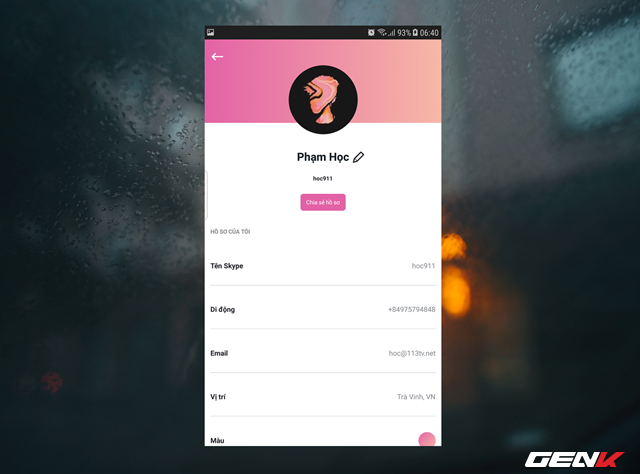 93% 06:40
Phạm Học
hoc911
Chia sẻ hồ sơ
HỒ SƠ CỦA TÔI
Tên Skype hoc911
Di động +84975794848
Email hoc@113tv.net
Vị trí Trà Vinh, VN
Màu
GENK